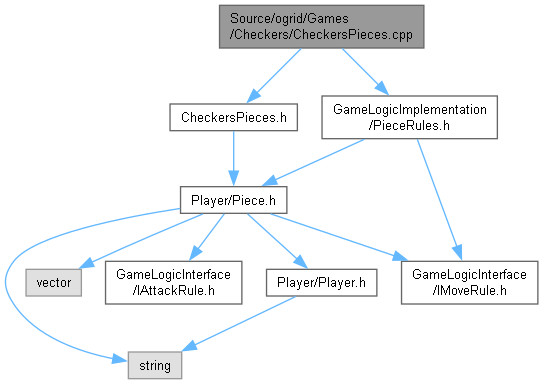 Source/ogrid/Games
/Checkers/CheckersPieces.cpp
CheckersPieces.h
GameLogicImplementation
/PieceRules.h
Player/Piece.h
vector
GameLogicInterface
/IAttackRule.h
Player/Player.h
GameLogicInterface
/IMoveRule.h
string